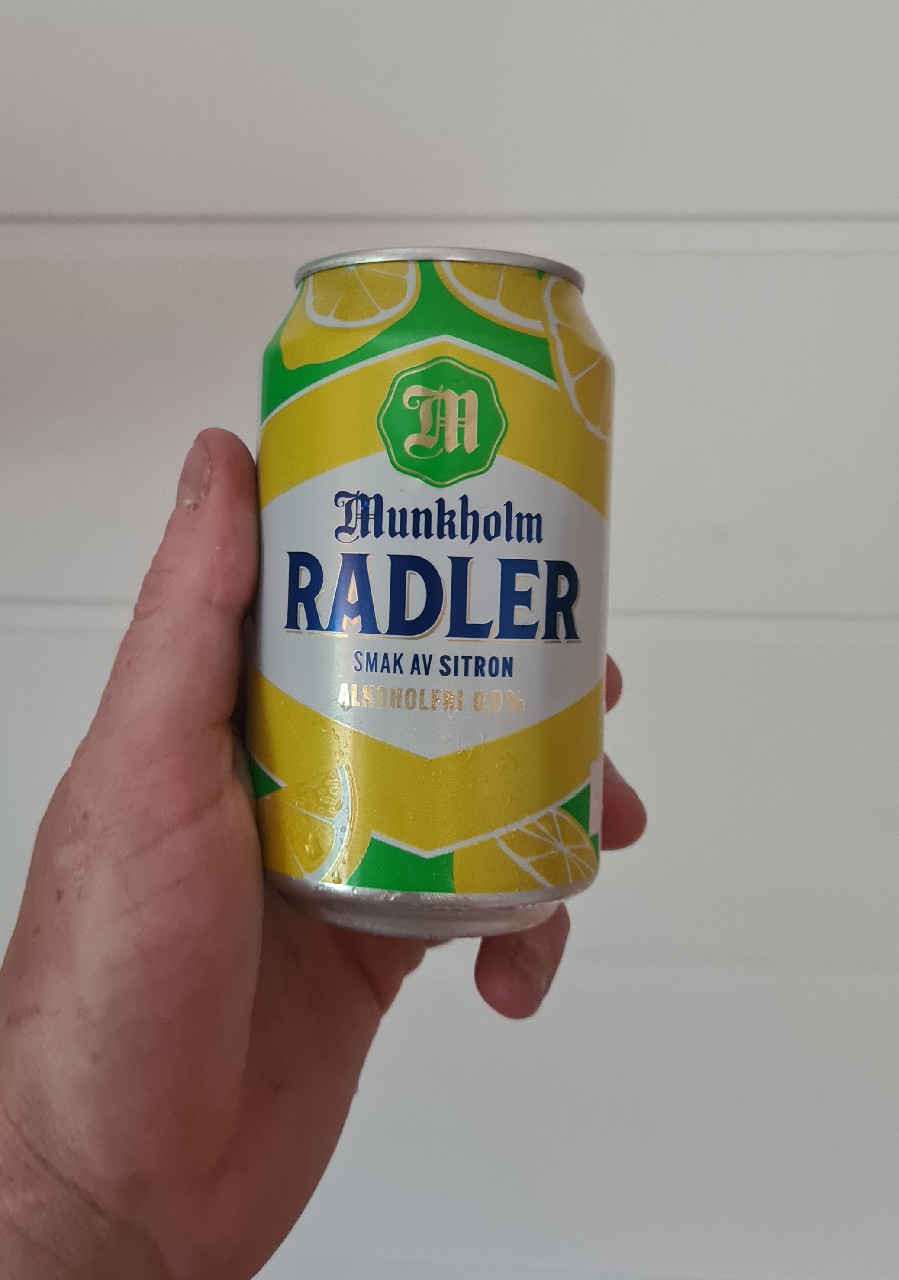 M
Munkholm
RADLER
SMAK AV SITRON
ALKOHOLFRI 0,0%